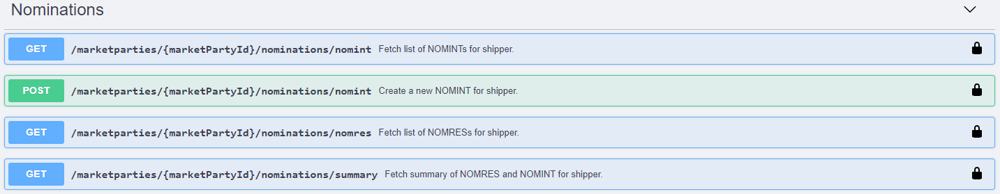 Nominations
GET /marketparties/{marketPartyId}/nominations/nomint Fetch list of NOMINTs for shipper.
POST /marketparties/{marketPartyId}/nominations/nomint Create a new NOMINT for shipper.
GET /marketparties/{marketPartyId}/nominations/nomres Fetch list of NOMRESs for shipper.
GET /marketparties/{marketPartyId}/nominations/summary Fetch summary of NOMRES and NOMINT for shipper.